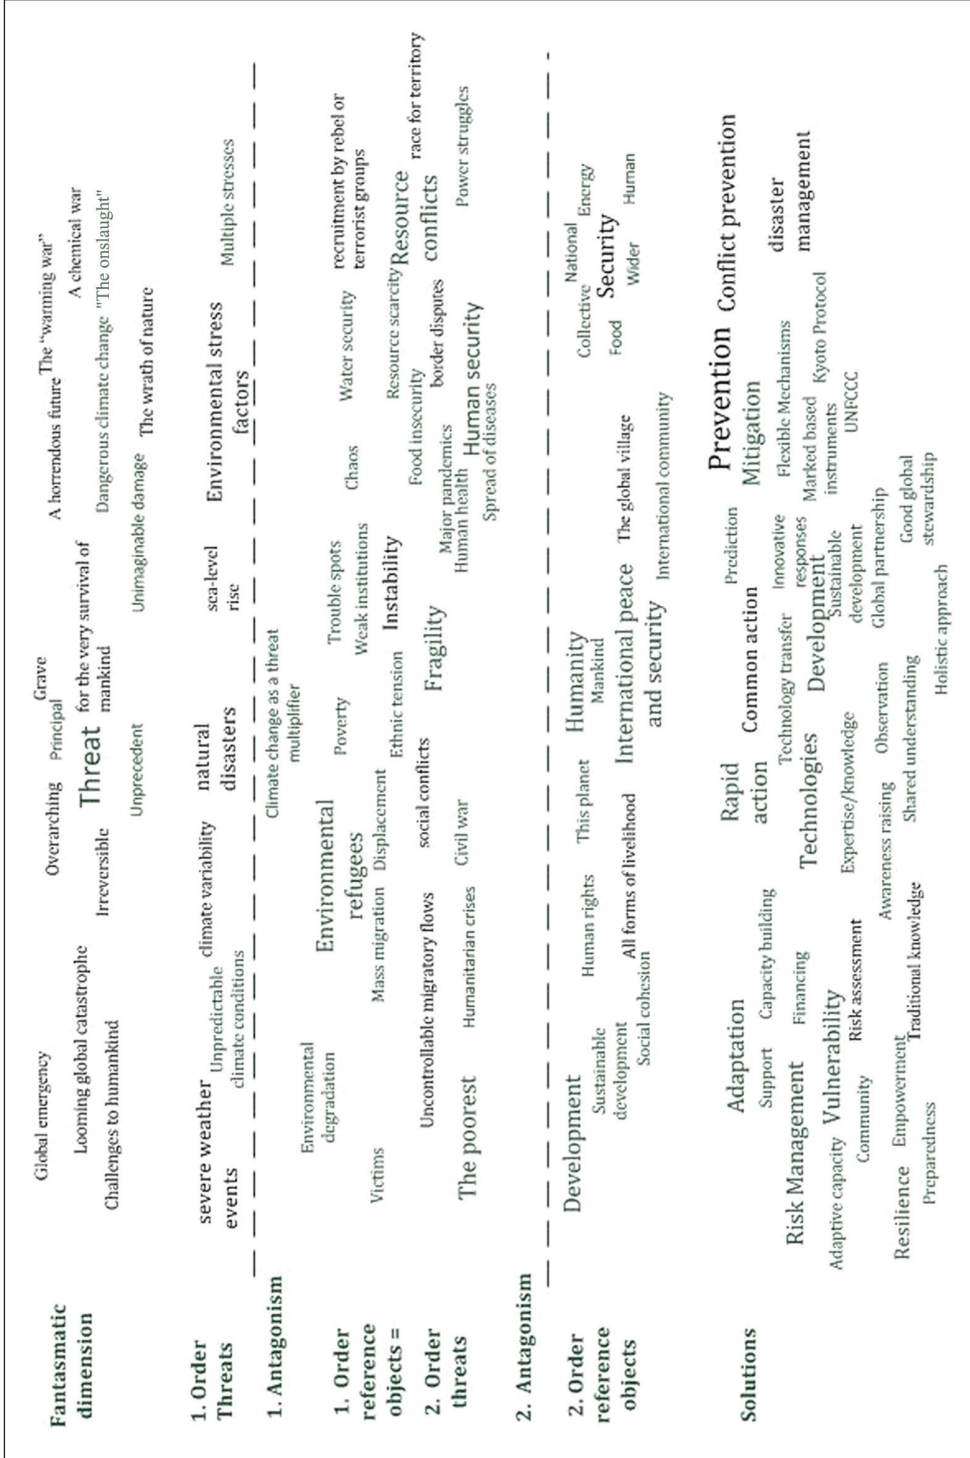 Fantasmatic
dimension
Global emergency
Looming global catastrophe
Challenges to humankind
Overarching
Irreversible
Principal
Grave
Threat
for the very survival of
mankind
Unprecedent
A horrendous future
The "warming war"
A chemical war
Dangerous climate change
"The onslaught"
Unimaginable damage
The wrath of nature
1. Order
Threats
severe weather
events
Unpredictable
climate conditions
climate variability
natural
disasters
sea-level
rise
Environmental stress
factors
Multiple stresses
1. Antagonism
Climate change as a threat
multiplier
1. Order
reference
objects =
2. Order
threats
Environmental
degradation
Victims
Environmental
refugees
Mass migration
Displacement
Uncontrollable migratory flows
The poorest
Humanitarian crises
Poverty
Ethnic tension
social conflicts
Civil war
Trouble spots
Weak institutions
Instability
Fragility
Chaos
Water security
recruitment by rebel or
terrorist groups
Resource scarcity
Resource
conflicts
race for territory
Food insecurity
border disputes
Major pandemics
Human health
Human security
Spread of diseases
Power struggles
2. Antagonism
2. Order
reference
objects
Development
Sustainable
development
Human rights
All forms of livelihood
Social cohesion
This planet
Humanity
Mankind
International peace
and security
The global village
International community
Collective
National
Energy
Security
Food
Wider
Human
Solutions
Adaptation
Support
Capacity building
Risk Management
Financing
Adaptive capacity
Vulnerability
Community
Risk assessment
Resilience
Empowerment
Traditional knowledge
Preparedness
Rapid
action
Common action
Prediction
Technologies
Technology transfer
Innovative
responses
Development
Expertise/knowledge
Sustainable
development
Awareness raising
Observation
Global partnership
Shared understanding
Good global
stewardship
Holistic approach
Prevention
Mitigation
Conflict prevention
disaster
management
Flexible Mechanisms
Marked based
instruments
Kyoto Protocol
UNFCCC